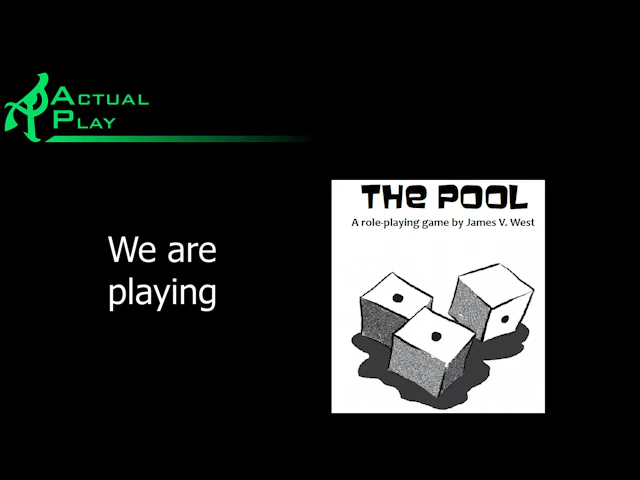 ACTUAL
PLAY
We are
playing
THe POOL
A role-playing game by James V. West